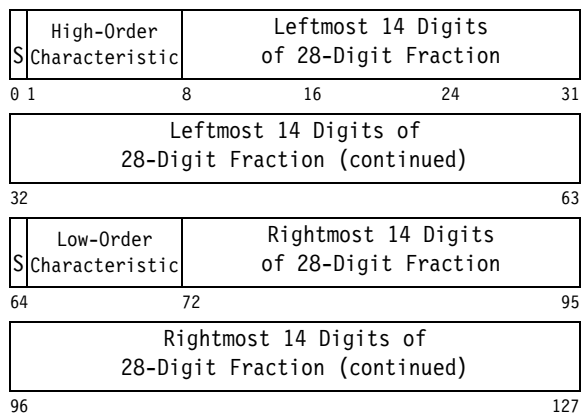 High-Order Leftmost 14 Digits
S Characteristic of 28-Digit Fraction
0 1 8 16 24 31
Leftmost 14 Digits of
28-Digit Fraction (continued)
32 63
Low-Order Rightmost 14 Digits
S Characteristic of 28-Digit Fraction
64 72 95
Rightmost 14 Digits of
28-Digit Fraction (continued)
96 127